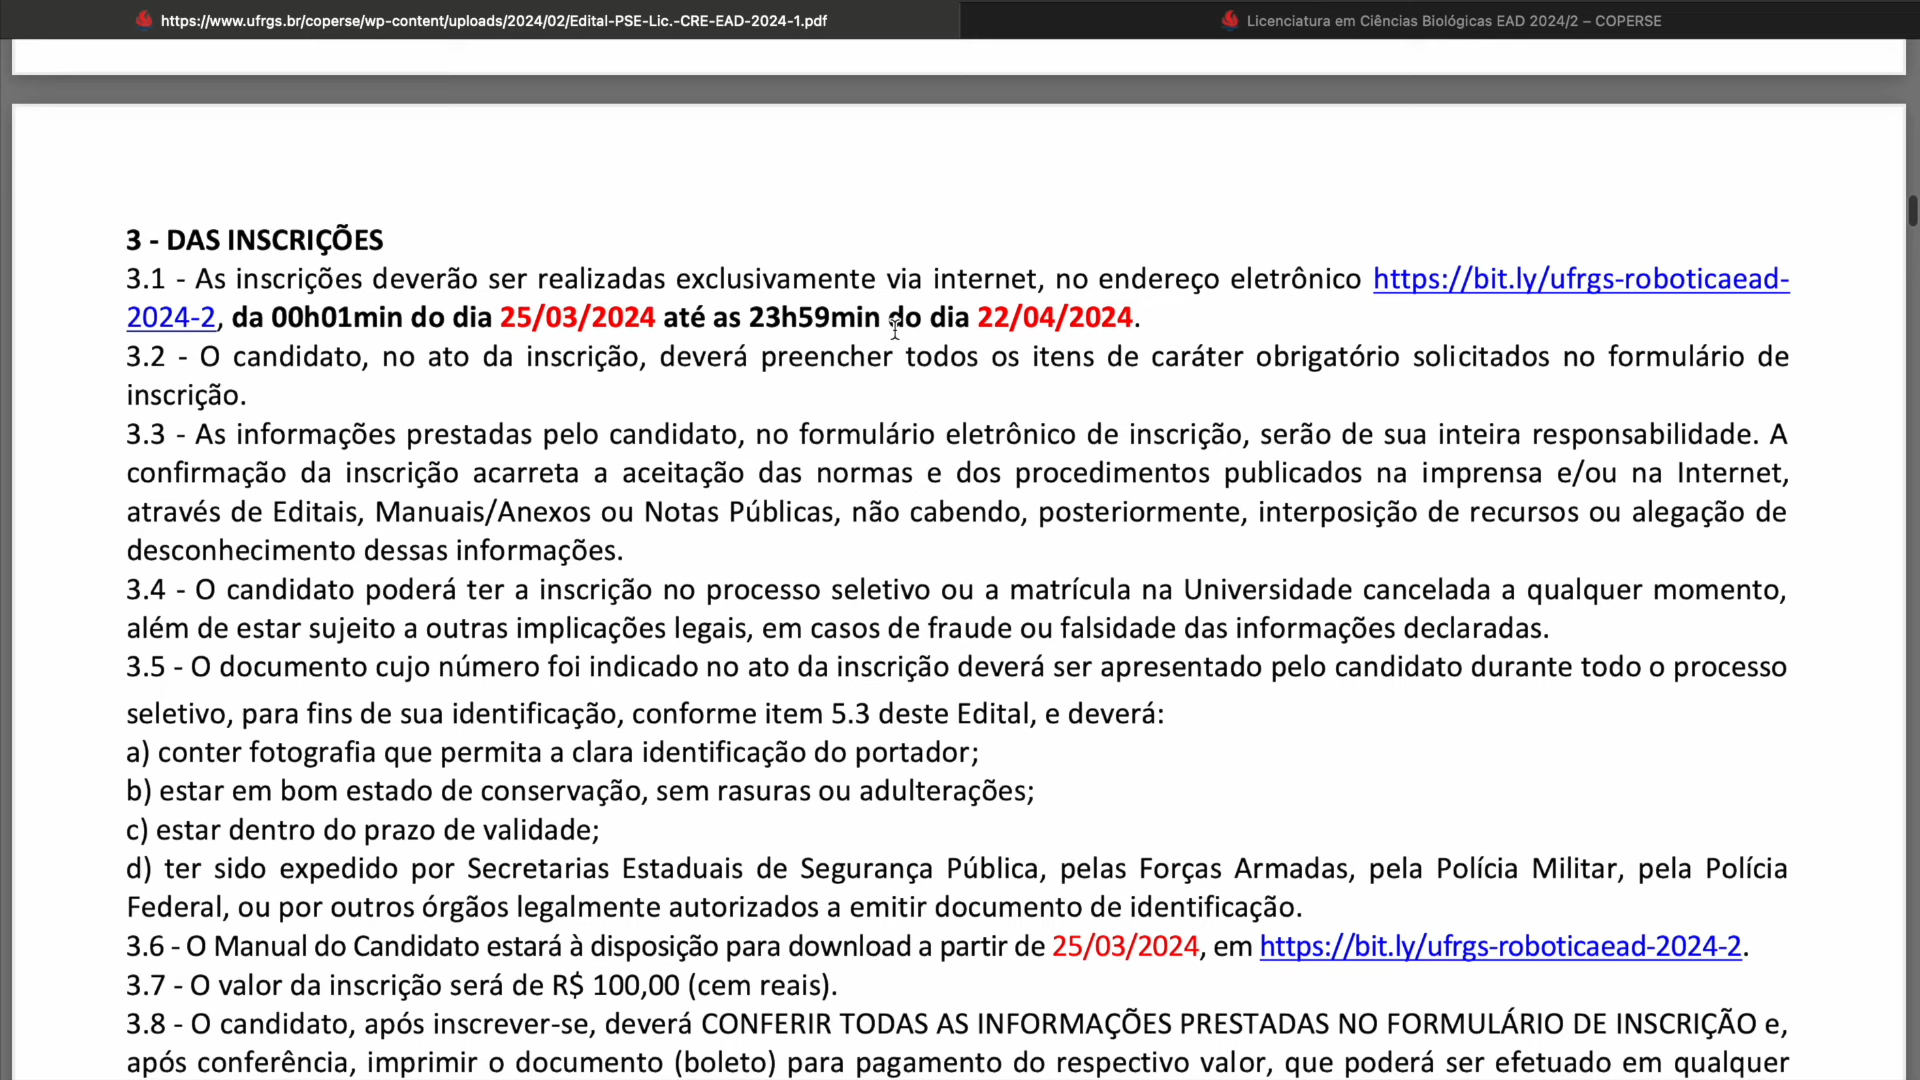 https://www.ufrgs.br/coperse/wp-content/uploads/2024/02/Edital-PSE-Lic.-CRE-EAD-2024-1.pdf
Licenciatura em Ciências Biológicas EAD 2024/2 – COPERSE
3 - DAS INSCRIÇÕES
3.1 - As inscrições deverão ser realizadas exclusivamente via internet, no endereço eletrônico https://bit.ly/ufrgs-roboticaead-
2024-2, da 00h01min do dia 25/03/2024 até as 23h59min do dia 22/04/2024.
3.2 - O candidato, no ato da inscrição, deverá preencher todos os itens de caráter obrigatório solicitados no formulário de
inscrição.
3.3 - As informações prestadas pelo candidato, no formulário eletrônico de inscrição, serão de sua inteira responsabilidade. A
confirmação da inscrição acarreta a aceitação das normas e dos procedimentos publicados na imprensa e/ou na Internet,
através de Editais, Manuais/Anexos ou Notas Públicas, não cabendo, posteriormente, interposição de recursos ou alegação de
desconhecimento dessas informações.
3.4 - O candidato poderá ter a inscrição no processo seletivo ou a matrícula na Universidade cancelada a qualquer momento,
além de estar sujeito a outras implicações legais, em casos de fraude ou falsidade das informações declaradas.
3.5 - O documento cujo número foi indicado no ato da inscrição deverá ser apresentado pelo candidato durante todo o processo
seletivo, para fins de sua identificação, conforme item 5.3 deste Edital, e deverá:
a) conter fotografia que permita a clara identificação do portador;
b) estar em bom estado de conservação, sem rasuras ou adulterações;
c) estar dentro do prazo de validade;
d) ter sido expedido por Secretarias Estaduais de Segurança Pública, pelas Forças Armadas, pela Polícia Militar, pela Polícia
Federal, ou por outros órgãos legalmente autorizados a emitir documento de identificação.
3.6 - O Manual do Candidato estará à disposição para download a partir de 25/03/2024, em https://bit.ly/ufrgs-roboticaead-2024-2.
3.7 - O valor da inscrição será de R$ 100,00 (cem reais).
3.8 - O candidato, após inscrever-se, deverá CONFERIR TODAS AS INFORMAÇÕES PRESTADAS NO FORMULÁRIO DE INSCRIÇÃO e,
após conferência, imprimir o documento (boleto) para pagamento do respectivo valor, que poderá ser efetuado em qualquer